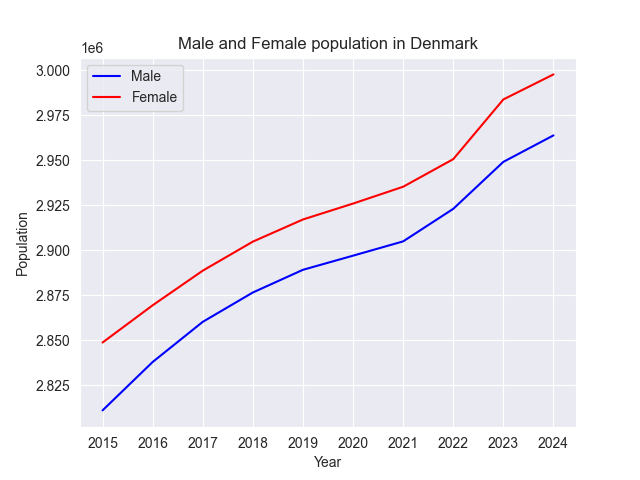 Male and Female population in Denmark
1e6
Male
Female
3.000
2.975
2.950
2.925
2.900
2.875
2.850
2.825
Population
2015 2016 2017 2018 2019 2020 2021 2022 2023 2024
Year